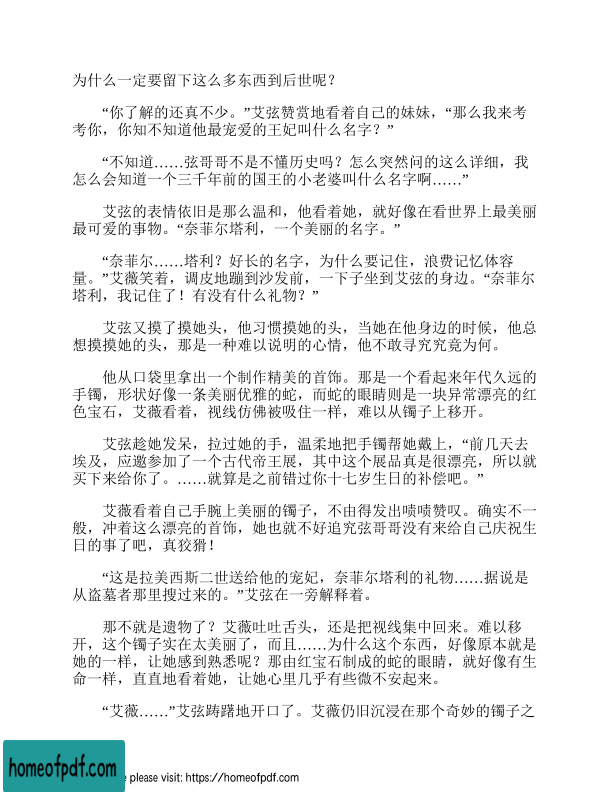 为什么一定要留下这么多东西到后世呢？
“你了解的还真不少。”艾弦赞赏地看着自己的妹妹，“那么我来考
考你，你知不知道他最宠爱的王妃叫什么名字？”
“不知道……弦哥哥不是不懂历史吗？怎么突然问的这么详细，我
怎么会知道一个三千年前的国王的小老婆叫什么名字啊……”
艾弦的表情依旧是那么温和，他看着她，就好像在看世界上最美丽
最可爱的事物。“奈菲尔塔利，一个美丽的名字。”
“奈菲尔……塔利？好长的名字，为什么要记住，浪费记忆体容
量。”艾薇笑着，调皮地蹦到沙发前，一下子坐到艾弦的身边。“奈菲尔
塔利，我记住了！有没有什么礼物？”
艾弦又摸了摸她头，他习惯摸她的头，当她在他身边的时候，他总
想摸摸她的头，那是一种难以说明的心情，他不敢寻究究竟为何。
他从口袋里拿出一个制作精美的首饰。那是一个看起来年代久远的
手镯，形状好像一条美丽优雅的蛇，而蛇的眼睛则是一块异常漂亮的红
色宝石，艾薇看着，视线仿佛被吸住一样，难以从镯子上移开。
艾弦趁她发呆，拉过她的手，温柔地把手镯帮她戴上，“前几天去
埃及，应邀参加了一个古代帝王展，其中这个展品真是很漂亮，所以就
买下来给你了。……就算是之前错过你十七岁生日的补偿吧。”
艾薇看着自己手腕上美丽的镯子，不由得发出啧啧赞叹。确实不一
般，冲着这么漂亮的首饰，她也就不好追究弦哥哥没有来给自己庆祝生
日的事了吧，真狡猾！
“这是拉美西斯二世送给他的宠妃，奈菲尔塔利的礼物……据说是
从盗墓者那里搜过来的。”艾弦在一旁解释着。
那不就是遗物了？艾薇吐吐舌头，还是把视线集中回来。难以移
开，这个镯子实在太美丽了，而且……为什么这个东西，好像原本就是
她的一样，让她感到熟悉呢？那由红宝石制成的蛇的眼睛，就好像有生
命一样，直直地看着她，让她心里几乎有些微不安起来。
“艾薇……”艾弦踌躇地开口了。艾薇仍旧沉浸在那个奇妙的镯子之
homeofpdf.com
e please visit: https://homeofpdf.com